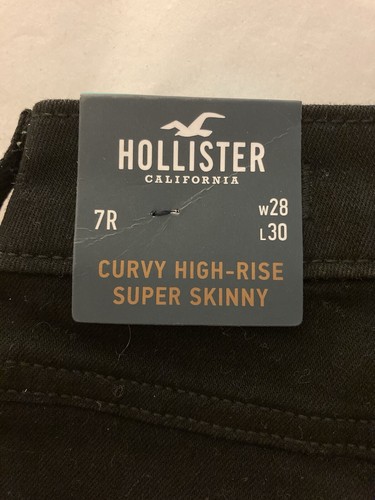 HOLLISTER
CALIFORNIA
7R
W28
L30
CURVY HIGH-RISE
SUPER SKINNY